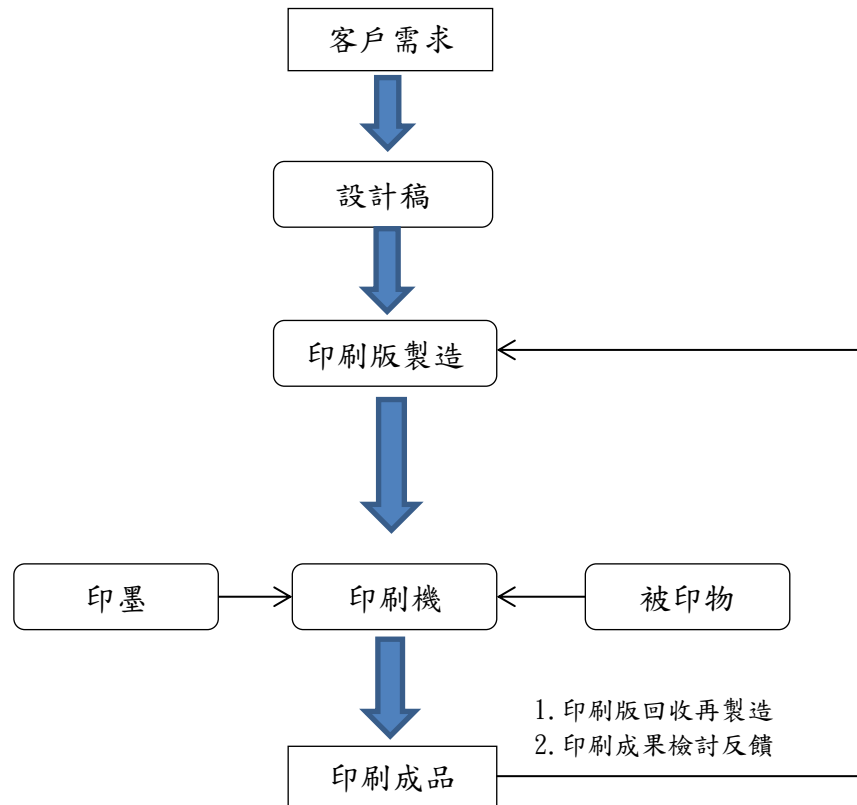 客戶需求
設計稿
印刷版製造
印墨
印刷機
被印物
1.印刷版回收再製造
2.印刷成果檢討反饋
印刷成品